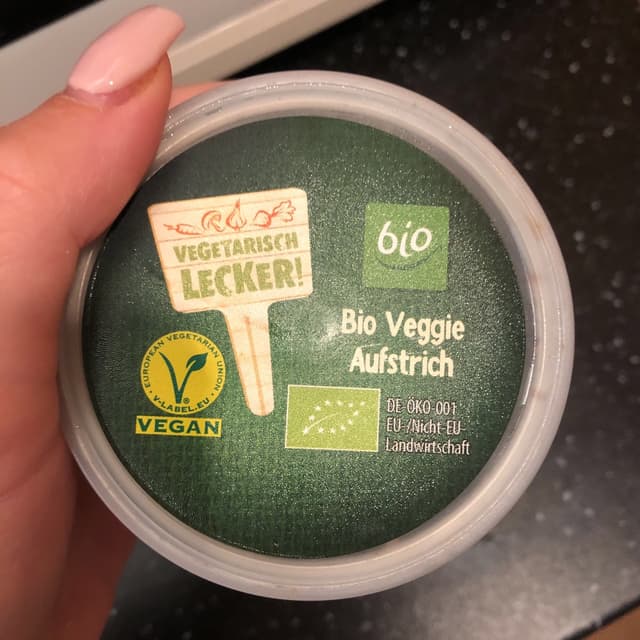 VEGETARISCH
LECKER!
bio
Bio Veggie
Aufstrich
EUROPEAN VEGETARIAN UNION
V-LABEL.EU
VEGAN
DE-ÖKO-001
EU-/Nicht-EU-
Landwirtschaft